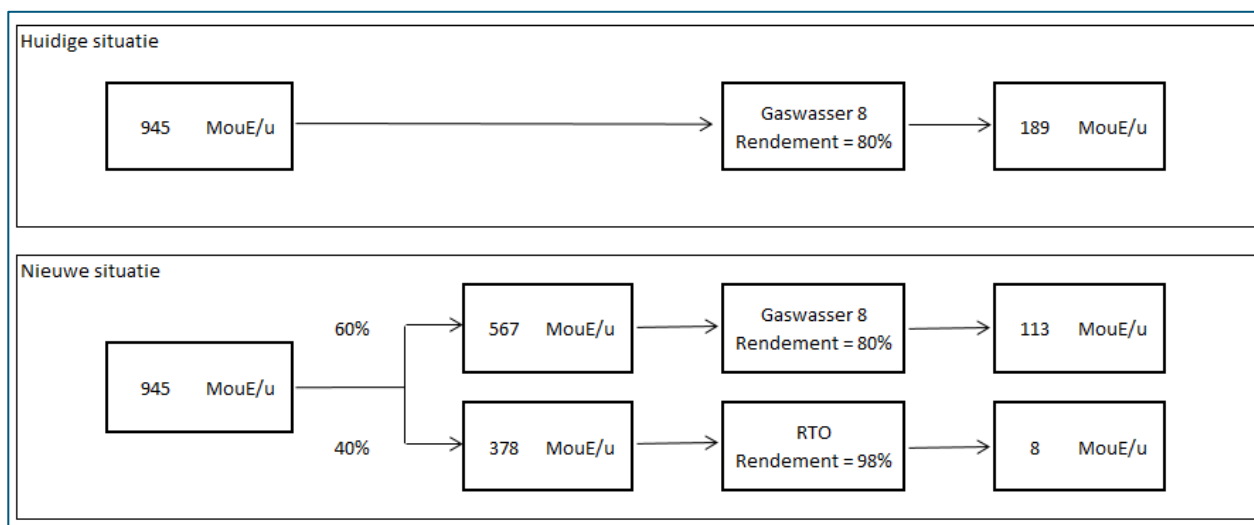 Huidige situatie
945 MouE/u
Gaswasser 8
Rendement = 80%
189 MouE/u
Nieuwe situatie
945 MouE/u
60%
567 MouE/u
Gaswasser 8
Rendement = 80%
113 MouE/u
40%
378 MouE/u
RTO
Rendement = 98%
8 MouE/u